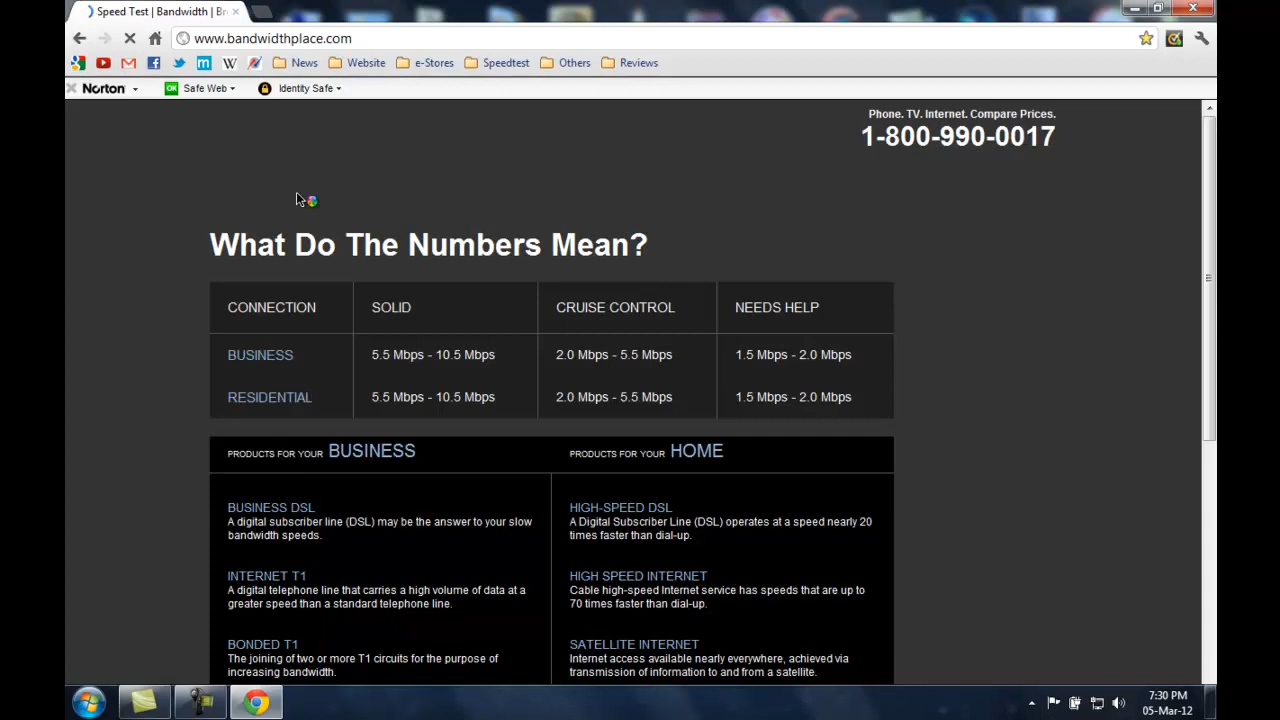 Speed Test | Bandwidth | Br
www.bandwidthplace.com
News
Website
e-Stores
Speedtest
Others
Reviews
Norton
OK
Safe Web
Identity Safe
Phone. TV. Internet. Compare Prices.
1-800-990-0017
What Do The Numbers Mean?
CONNECTION SOLID CRUISE CONTROL NEEDS HELP
BUSINESS 5.5 Mbps - 10.5 Mbps 2.0 Mbps - 5.5 Mbps 1.5 Mbps - 2.0 Mbps
RESIDENTIAL 5.5 Mbps - 10.5 Mbps 2.0 Mbps - 5.5 Mbps 1.5 Mbps - 2.0 Mbps
PRODUCTS FOR YOUR BUSINESS
BUSINESS DSL
A digital subscriber line (DSL) may be the answer to your slow
bandwidth speeds.
INTERNET T1
A digital telephone line that carries a high volume of data at a
greater speed than a standard telephone line.
BONDED T1
The joining of two or more T1 circuits for the purpose of
increasing bandwidth.
PRODUCTS FOR YOUR HOME
HIGH-SPEED DSL
A Digital Subscriber Line (DSL) operates at a speed nearly 20
times faster than dial-up.
HIGH SPEED INTERNET
Cable high-speed Internet service has speeds that are up to
70 times faster than dial-up.
SATELLITE INTERNET
Internet access available nearly everywhere, achieved via
transmission of information to and from a satellite.
7:30 PM
05-Mar-12